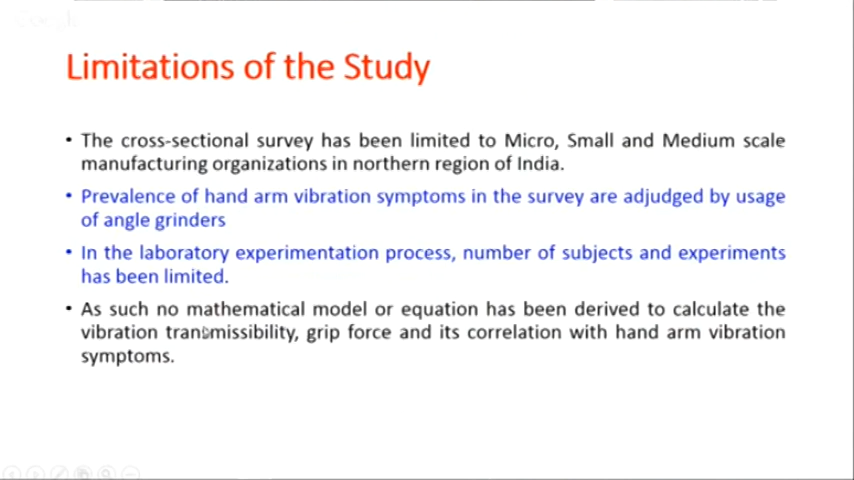 Limitations of the Study
• The cross-sectional survey has been limited to Micro, Small and Medium scale
manufacturing organizations in northern region of India.
• Prevalence of hand arm vibration symptoms in the survey are adjudged by usage
of angle grinders
• In the laboratory experimentation process, number of subjects and experiments
has been limited.
• As such no mathematical model or equation has been derived to calculate the
vibration transmissibility, grip force and its correlation with hand arm vibration
symptoms.